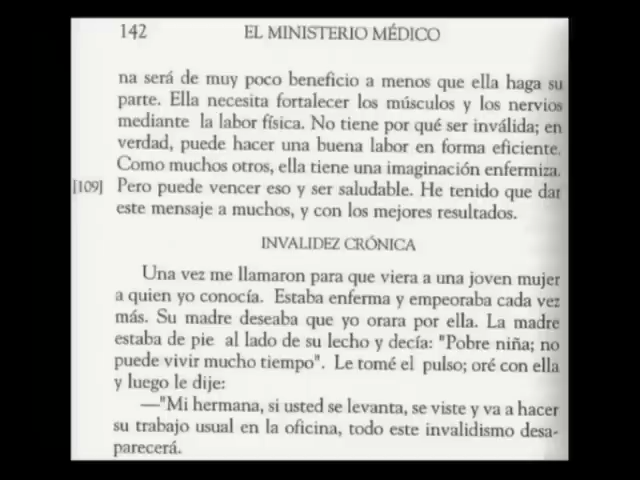 142 EL MINISTERIO MÉDICO
na será de muy poco beneficio a menos que ella haga su
parte. Ella necesita fortalecer los músculos y los nervios
mediante la labor física. No tiene por qué ser inválida; en
verdad, puede hacer una buena labor en forma eficiente.
Como muchos otros, ella tiene una imaginación enfermiza.
[109] Pero puede vencer eso y ser saludable. He tenido que dar
este mensaje a muchos, y con los mejores resultados.
INVALIDEZ CRÓNICA
Una vez me llamaron para que viera a una joven mujer
a quien yo conocía. Estaba enferma y empeoraba cada vez
más. Su madre deseaba que yo orara por ella. La madre
estaba de pie al lado de su lecho y decía: "Pobre niña; no
puede vivir mucho tiempo". Le tomé el pulso; oré con ella
y luego le dije:
—"Mi hermana, si usted se levanta, se viste y va a hacer
su trabajo usual en la oficina, todo este invalidismo desa-
parecerá.